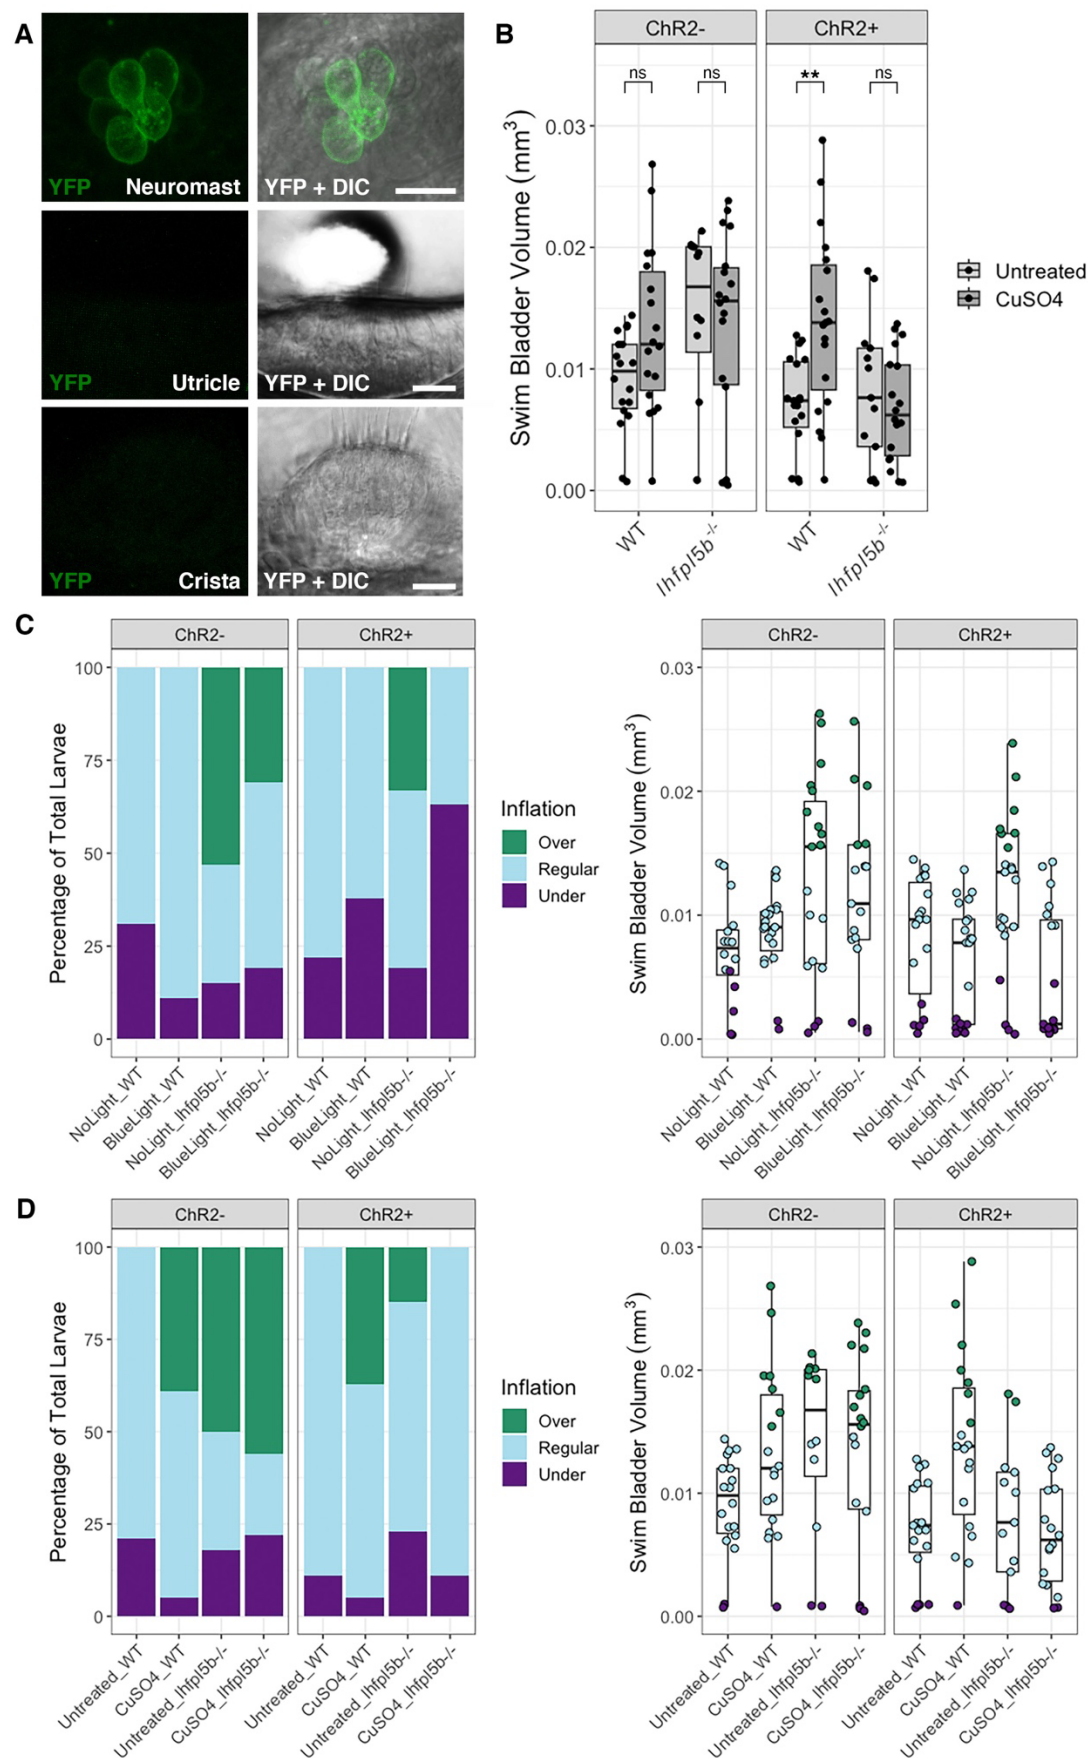 A
YFP
Neuromast
YFP + DIC
YFP
Utricle
YFP + DIC
YFP
Crista
YFP + DIC
B
ChR2-
ChR2+
ns
ns
**
ns
Swim Bladder Volume (mm³)
0.03
0.02
0.01
0.00
WT
lhfpl5b-/-
WT
lhfpl5b-/-
Untreated
CuSO4
C
ChR2-
ChR2+
Percentage of Total Larvae
100
75
50
25
0
NoLight_WT
BlueLight_WT
NoLight_lhfpl5b-/-
BlueLight_lhfpl5b-/-
NoLight_WT
BlueLight_WT
NoLight_lhfpl5b-/-
BlueLight_lhfpl5b-/-
Inflation
Over
Regular
Under
ChR2-
ChR2+
Swim Bladder Volume (mm³)
0.03
0.02
0.01
0.00
NoLight_WT
BlueLight_WT
NoLight_lhfpl5b-/-
BlueLight_lhfpl5b-/-
NoLight_WT
BlueLight_WT
NoLight_lhfpl5b-/-
BlueLight_lhfpl5b-/-
D
ChR2-
ChR2+
Percentage of Total Larvae
100
75
50
25
0
Untreated_WT
CuSO4_WT
Untreated_lhfpl5b-/-
CuSO4_lhfpl5b-/-
Untreated_WT
CuSO4_WT
Untreated_lhfpl5b-/-
CuSO4_lhfpl5b-/-
Inflation
Over
Regular
Under
ChR2-
ChR2+
Swim Bladder Volume (mm³)
0.03
0.02
0.01
0.00
Untreated_WT
CuSO4_WT
Untreated_lhfpl5b-/-
CuSO4_lhfpl5b-/-
Untreated_WT
CuSO4_WT
Untreated_lhfpl5b-/-
CuSO4_lhfpl5b-/-